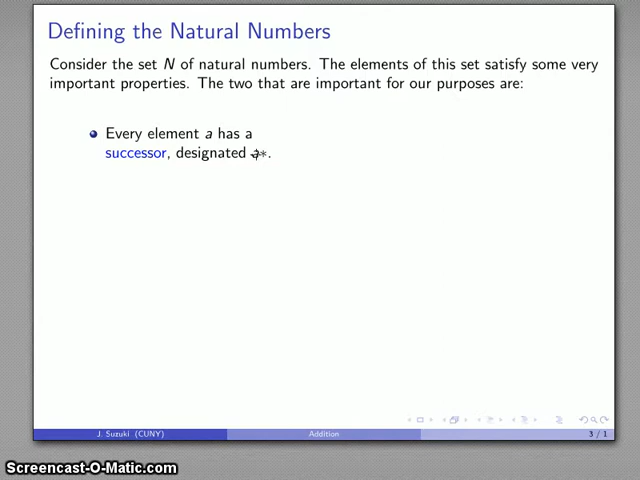 Defining the Natural Numbers
Consider the set N of natural numbers. The elements of this set satisfy some very
important properties. The two that are important for our purposes are:
Every element a has a
successor, designated a∗.
J. Suzuki (CUNY)
Addition
3 / 1
Screencast-O-Matic.com